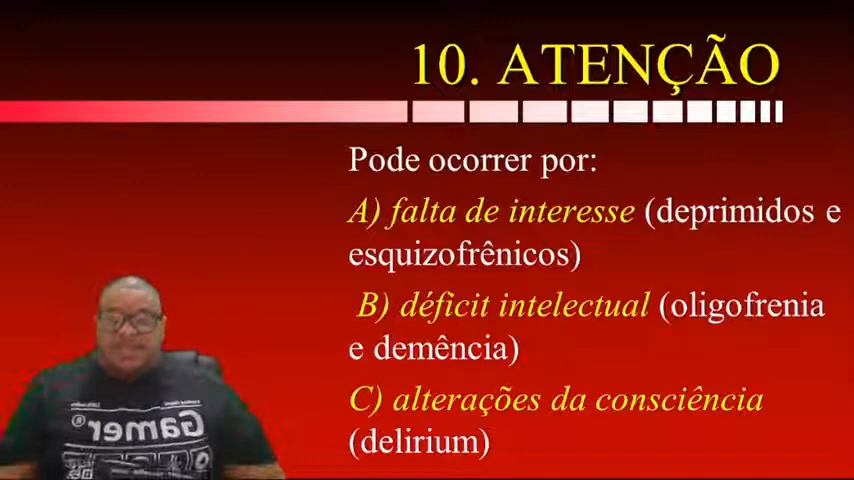 10. ATENÇÃO
Pode ocorrer por:
A) falta de interesse (deprimidos e
esquizofrênicos)
B) déficit intelectual (oligofrenia
e demência)
C) alterações da consciência
(delirium)
Gamer®